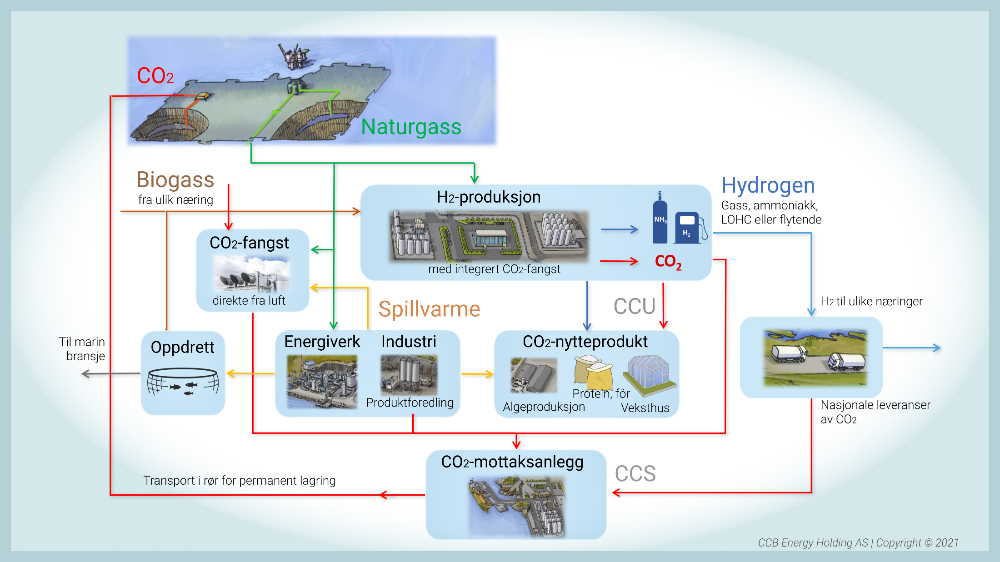 CO2
Naturgass
Biogass
fra ulik næring
H2-produksjon
NH3
H2
CO2
med integrert CO2-fangst
Hydrogen
Gass, ammoniakk,
LOHC eller flytende
CO2-fangst
direkte fra luft
Spillvarme
CCU
H2 til ulike næringer
Til marin
bransje
Oppdrett
Energiverk
Industri
Produktforedling
CO2-nytteprodukt
Algeproduksjon
Protein, fôr
Veksthus
Nasjonale leveranser
av CO2
CO2-mottaksanlegg
CCS
Transport i rør for permanent lagring
CCB Energy Holding AS | Copyright © 2021